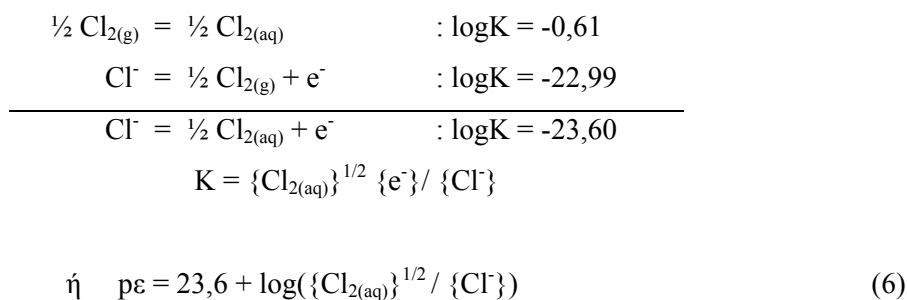 ½ Cl₂(g) = ½ Cl₂(aq) : logK = -0,61
Cl⁻ = ½ Cl₂(g) + e⁻ : logK = -22,99
Cl⁻ = ½ Cl₂(aq) + e⁻ : logK = -23,60
K = {Cl₂(aq)}^1/2 {e⁻}/ {Cl⁻}
ή pε = 23,6 + log({Cl₂(aq)}^1/2 / {Cl⁻}) (6)